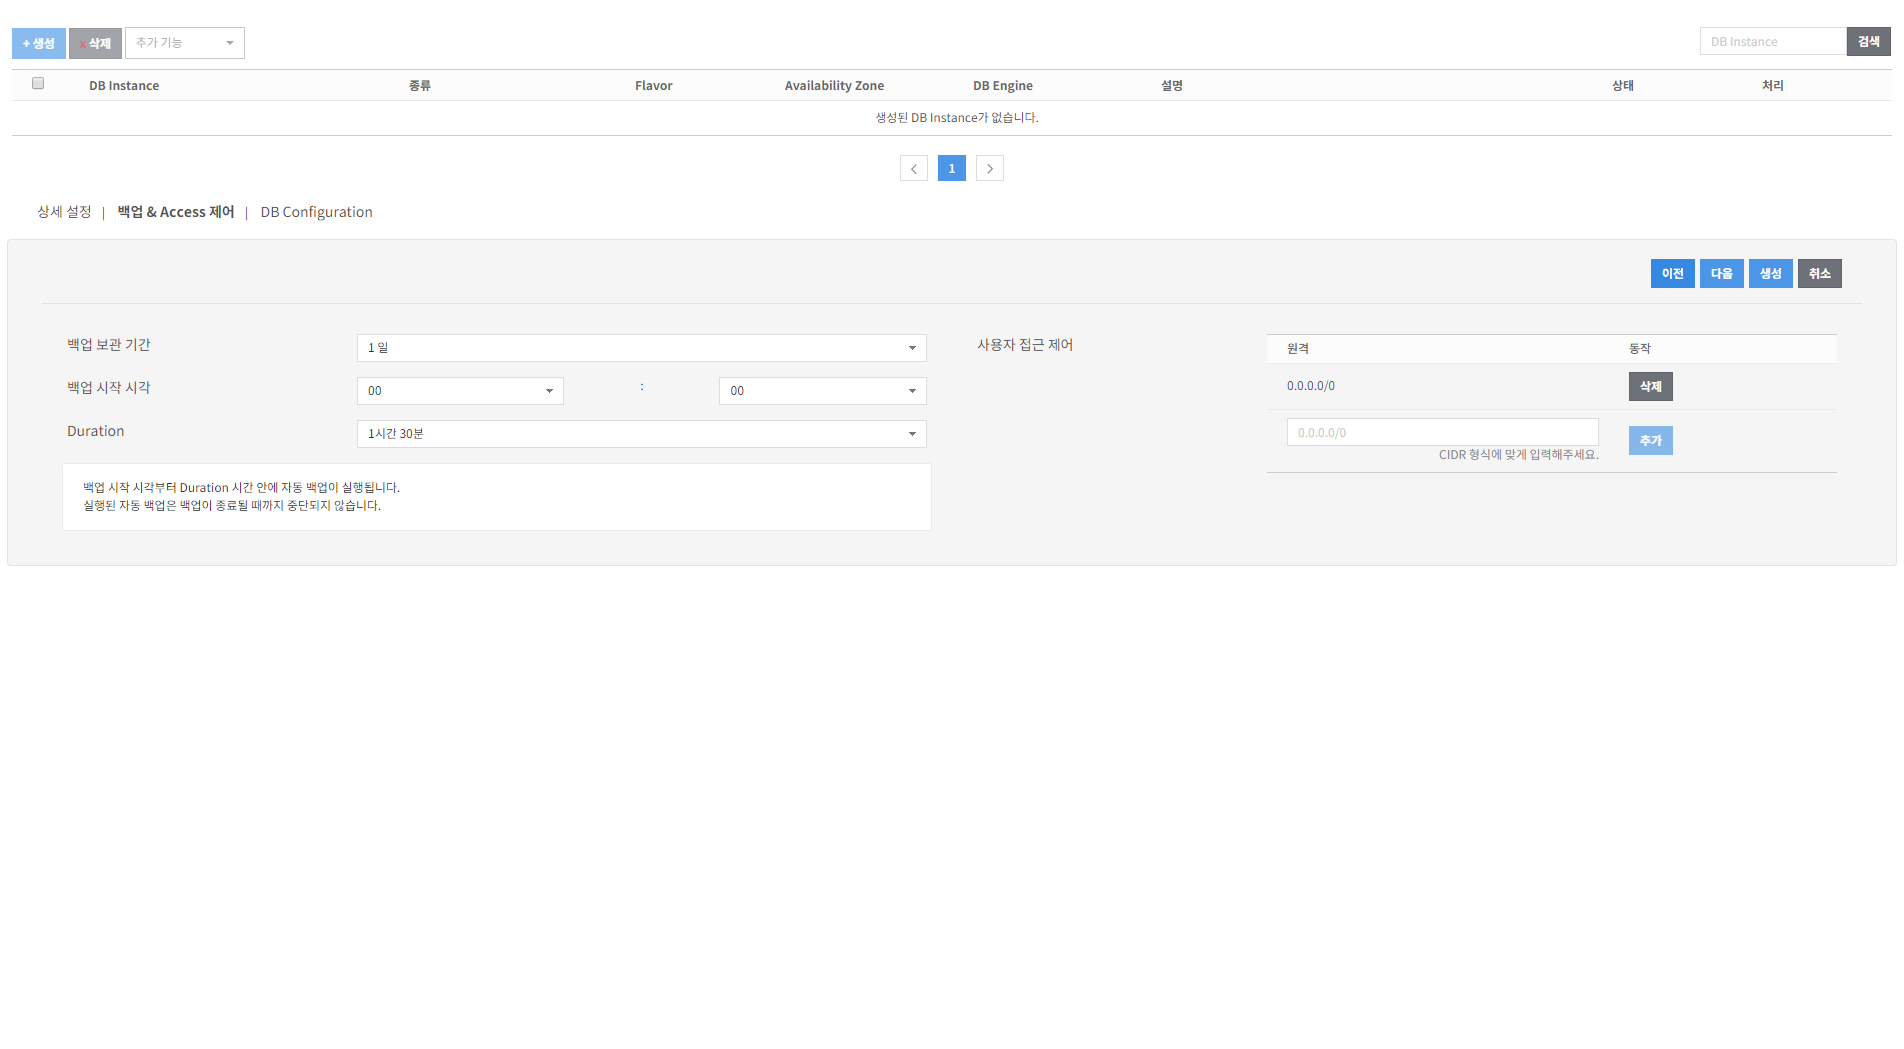 + 생성 x 삭제 추가 기능 DB Instance 검색
DB Instance 종류 Flavor Availability Zone DB Engine 설명 상태 처리
생성된 DB Instance가 없습니다.
1
상세 설정 | 백업 & Access 제어 | DB Configuration
이전 다음 생성 취소
백업 보관 기간 1 일 사용자 접근 제어 원격 동작
백업 시작 시각 00 : 00 0.0.0.0/0 삭제
Duration 1시간 30분 0.0.0.0/0 추가
CIDR 형식에 맞게 입력해주세요.
백업 시작 시각부터 Duration 시간 안에 자동 백업이 실행됩니다.
실행된 자동 백업은 백업이 종료될 때까지 중단되지 않습니다.